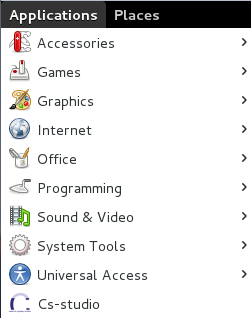 Applications Places
Accessories
Games
Graphics
Internet
Office
Programming
Sound & Video
System Tools
Universal Access
Cs-studio